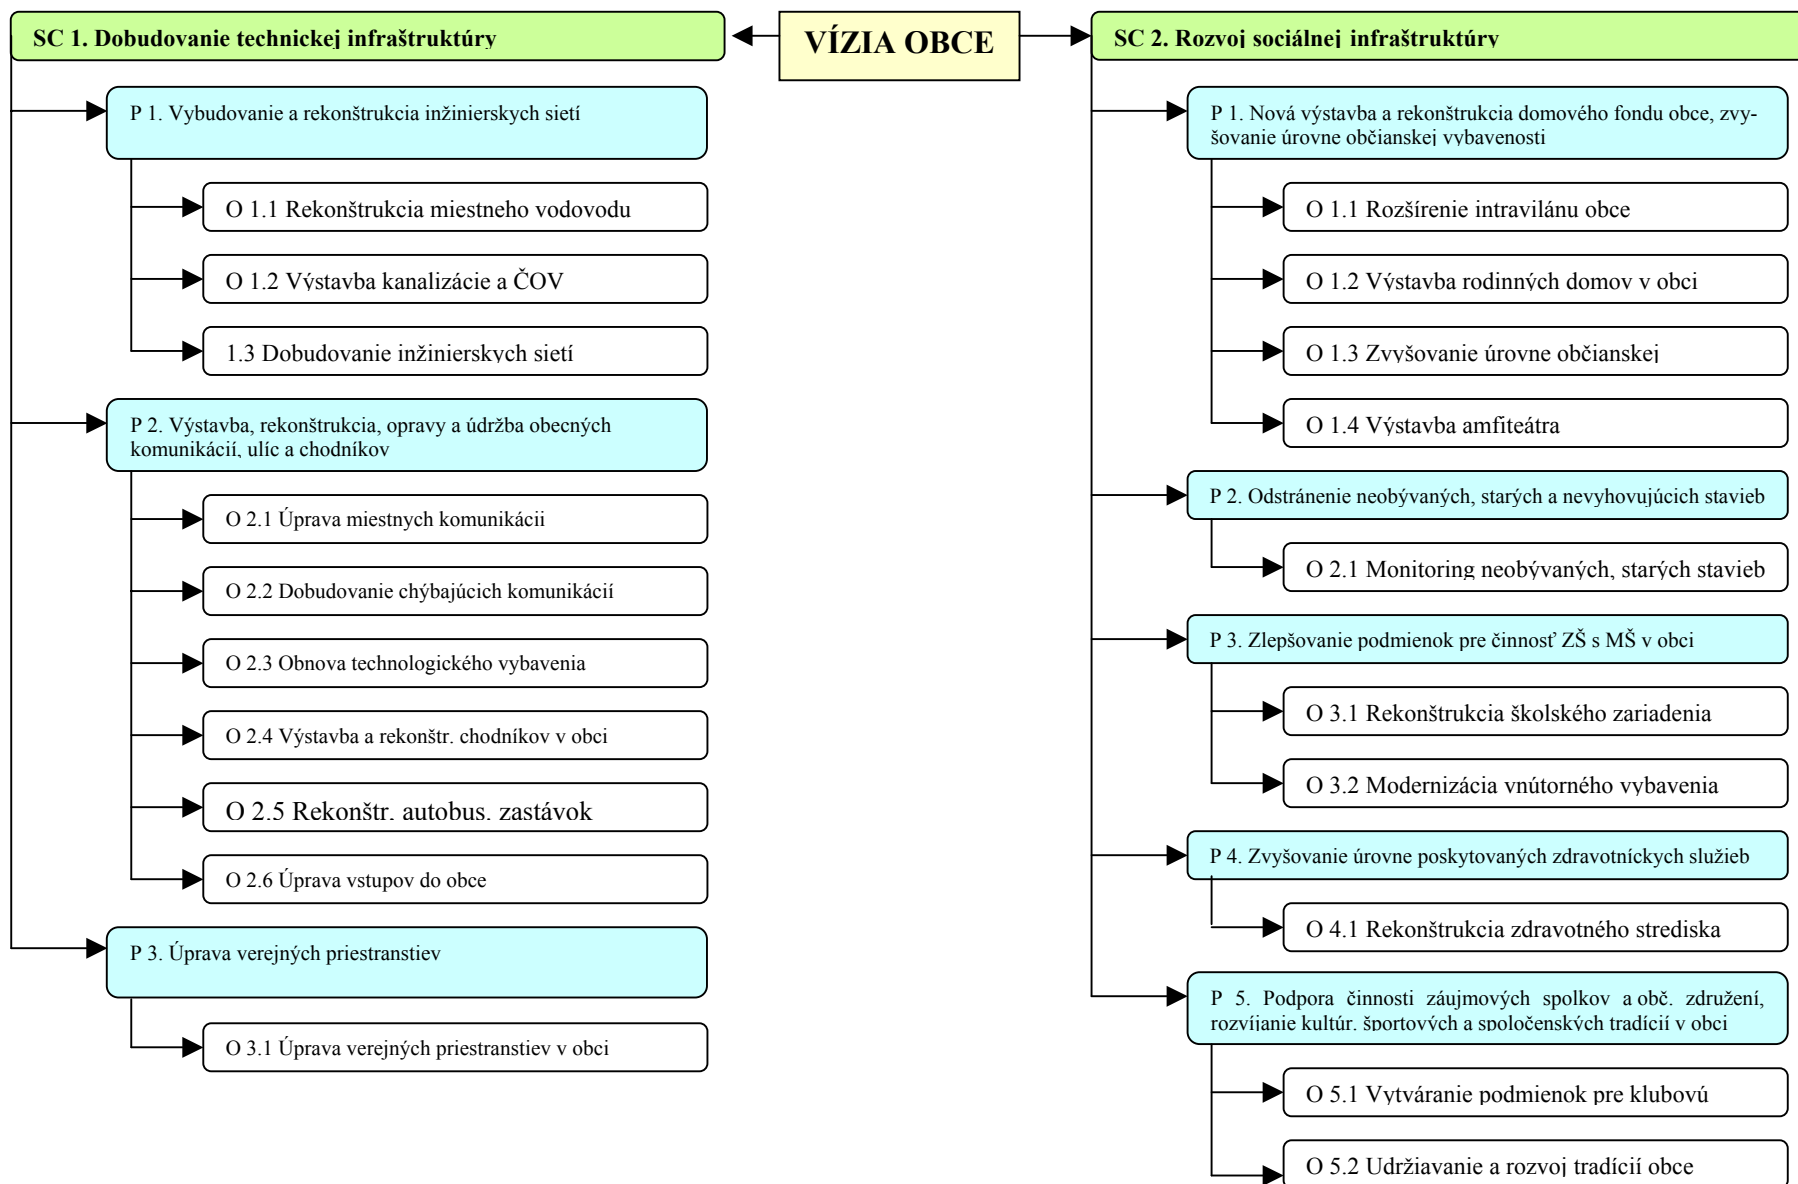 SC 1. Dobudovanie technickej infraštruktúry
VÍZIA OBCE
SC 2. Rozvoj sociálnej infraštruktúry
P 1. Vybudovanie a rekonštrukcia inžinierskych sietí
O 1.1 Rekonštrukcia miestneho vodovodu
O 1.2 Výstavba kanalizácie a ČOV
1.3 Dobudovanie inžinierskych sietí
P 2. Výstavba, rekonštrukcia, opravy a údržba obecných
komunikácií, ulíc a chodníkov
O 2.1 Úprava miestnych komunikácii
O 2.2 Dobudovanie chýbajúcich komunikácií
O 2.3 Obnova technologického vybavenia
O 2.4 Výstavba a rekonštr. chodníkov v obci
O 2.5 Rekonštr. autobus. zastávok
O 2.6 Úprava vstupov do obce
P 3. Úprava verejných priestranstiev
O 3.1 Úprava verejných priestranstiev v obci
P 1. Nová výstavba a rekonštrukcia domového fondu obce, zvy-
šovanie úrovne občianskej vybavenosti
O 1.1 Rozšírenie intravilánu obce
O 1.2 Výstavba rodinných domov v obci
O 1.3 Zvyšovanie úrovne občianskej
O 1.4 Výstavba amfiteátra
P 2. Odstránenie neobývaných, starých a nevyhovujúcich stavieb
O 2.1 Monitoring neobývaných, starých stavieb
P 3. Zlepšovanie podmienok pre činnosť ZŠ s MŠ v obci
O 3.1 Rekonštrukcia školského zariadenia
O 3.2 Modernizácia vnútorného vybavenia
P 4. Zvyšovanie úrovne poskytovaných zdravotníckych služieb
O 4.1 Rekonštrukcia zdravotného strediska
P 5. Podpora činnosti záujmových spolkov a obč. združení,
rozvíjanie kultúr. športových a spoločenských tradícií v obci
O 5.1 Vytváranie podmienok pre klubovú
O 5.2 Udržiavanie a rozvoj tradícií obce